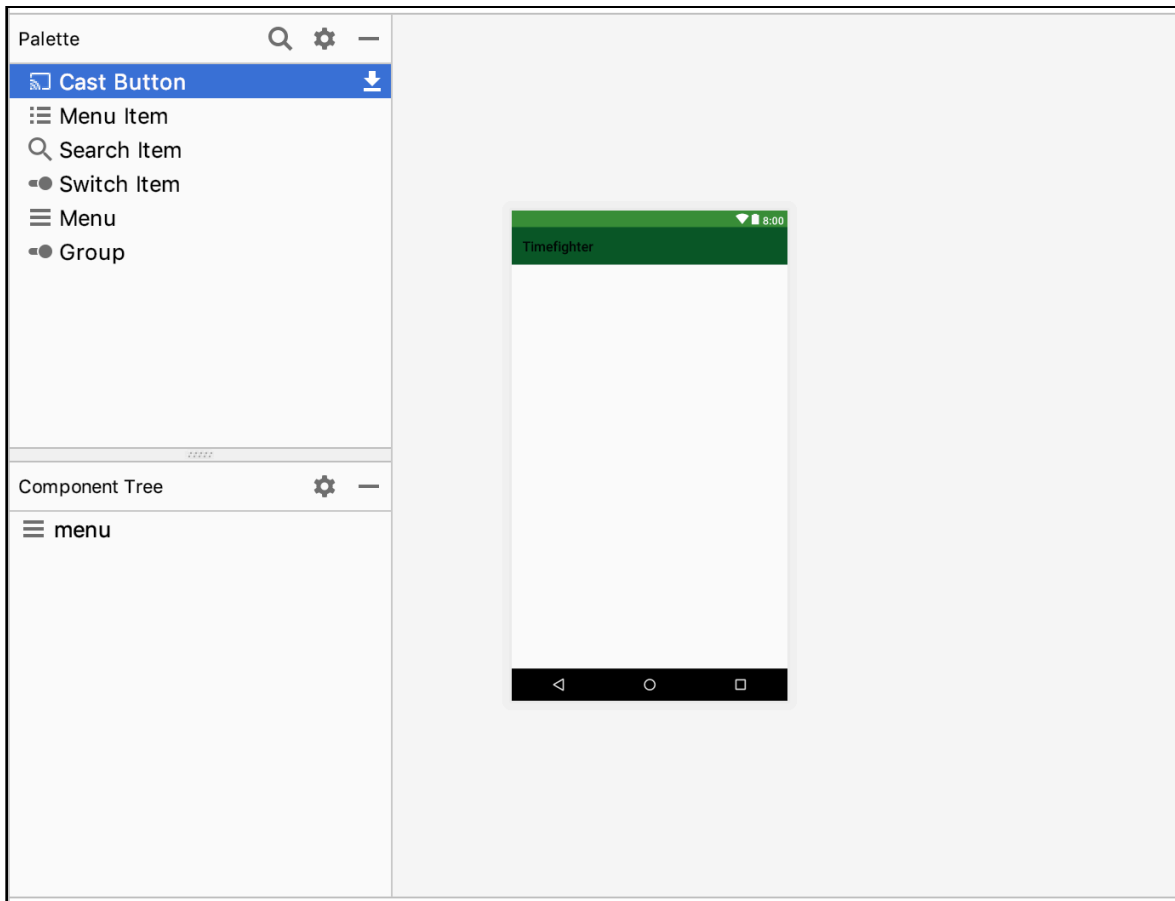 Palette
Cast Button
Menu Item
Search Item
Switch Item
Menu
Group
Component Tree
menu
8:00
Timefighter